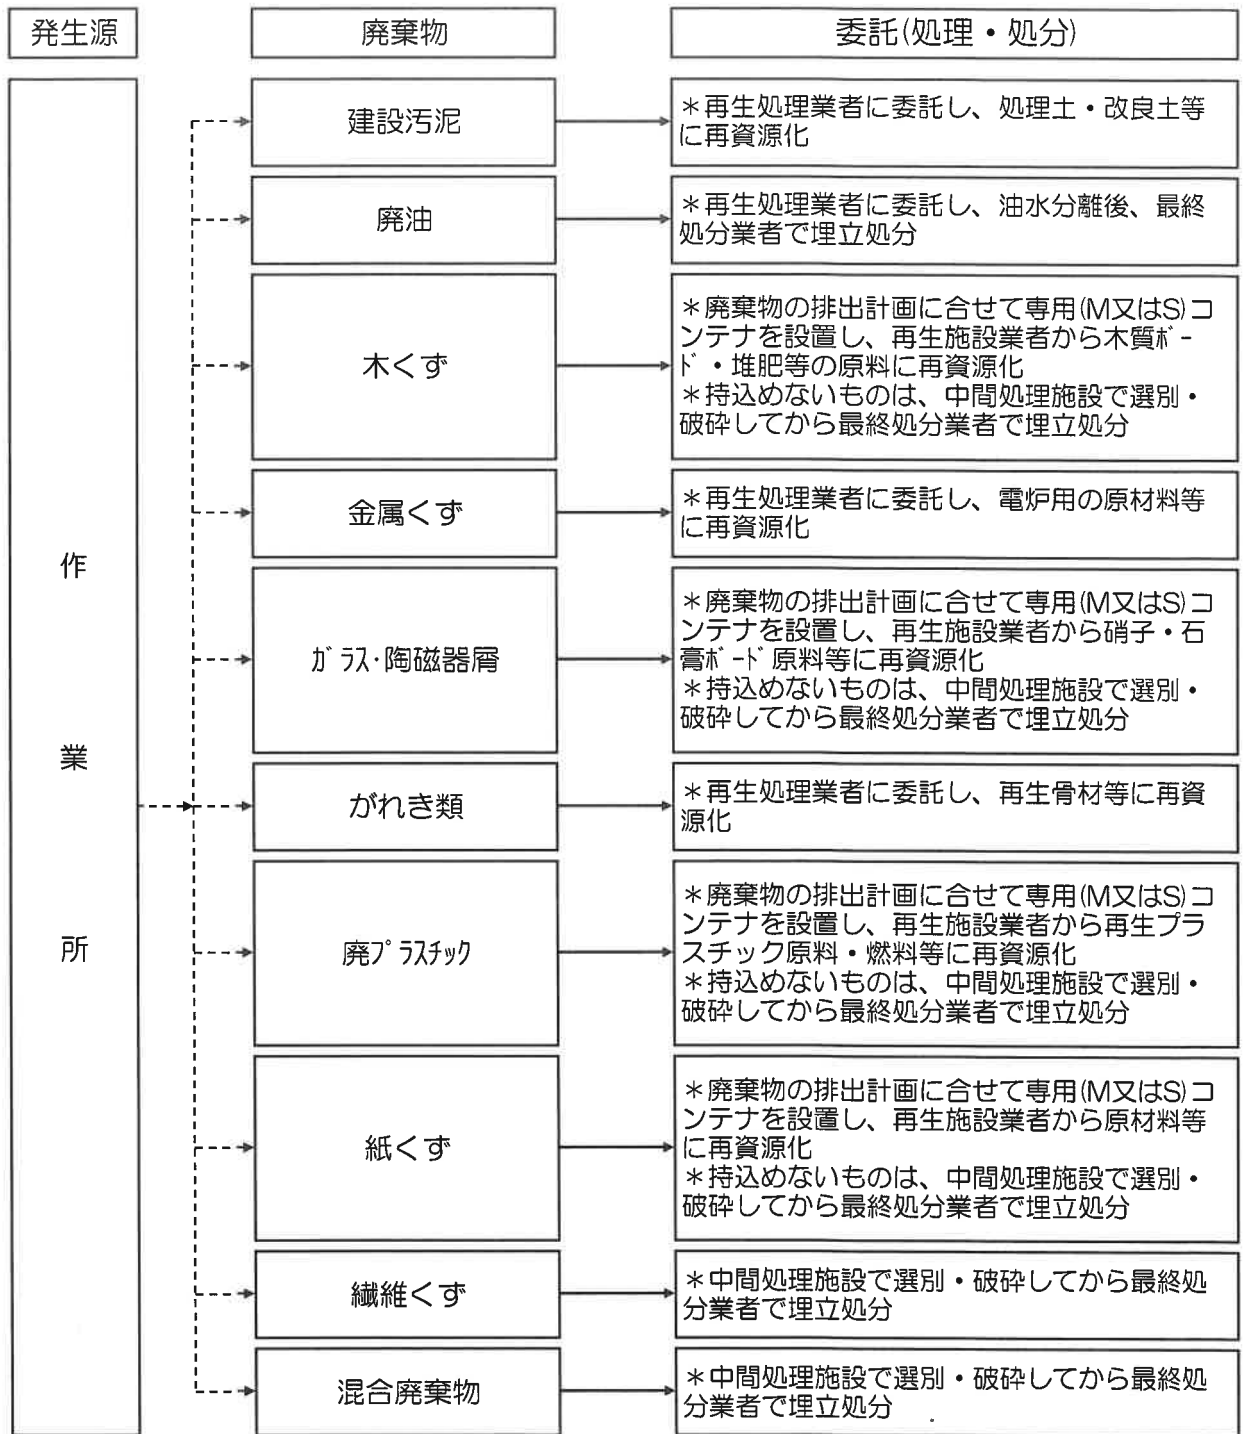 発生源
廃棄物
委託(処理・処分)
作
業
所
建設汚泥
＊再生処理業者に委託し、処理土・改良土等
に再資源化
廃油
＊再生処理業者に委託し、油水分離後、最終
処分業者で埋立処分
木くず
＊廃棄物の排出計画に合せて専用(M又はS)コ
ンテナを設置し、再生施設業者から木質ﾎﾞｰ
ﾄﾞ・堆肥等の原料に再資源化
＊持込めないものは、中間処理施設で選別・
破砕してから最終処分業者で埋立処分
金属くず
＊再生処理業者に委託し、電炉用の原材料等
に再資源化
ｶﾞﾗｽ・陶磁器屑
＊廃棄物の排出計画に合せて専用(M又はS)コ
ンテナを設置し、再生施設業者から硝子・石
膏ﾎﾞｰﾄﾞ原料等に再資源化
＊持込めないものは、中間処理施設で選別・
破砕してから最終処分業者で埋立処分
がれき類
＊再生処理業者に委託し、再生骨材等に再資
源化
廃ﾌﾟﾗｽﾁｯｸ
＊廃棄物の排出計画に合せて専用(M又はS)コ
ンテナを設置し、再生施設業者から再生プラ
スチック原料・燃料等に再資源化
＊持込めないものは、中間処理施設で選別・
破砕してから最終処分業者で埋立処分
紙くず
＊廃棄物の排出計画に合せて専用(M又はS)コ
ンテナを設置し、再生施設業者から原材料等
に再資源化
＊持込めないものは、中間処理施設で選別・
破砕してから最終処分業者で埋立処分
繊維くず
＊中間処理施設で選別・破砕してから最終処
分業者で埋立処分
混合廃棄物
＊中間処理施設で選別・破砕してから最終処
分業者で埋立処分